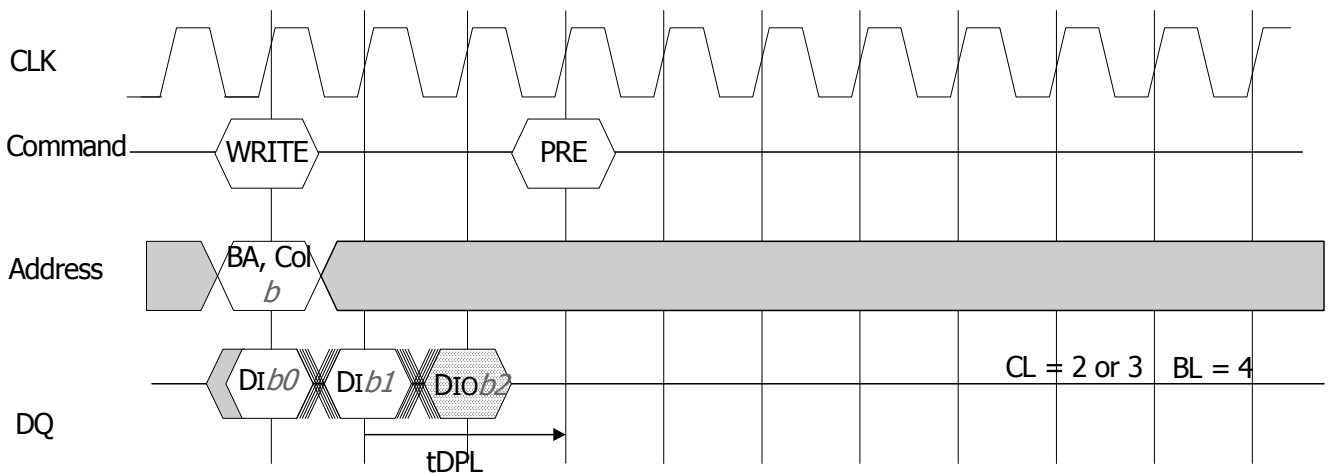 CLK
Command
WRITE
PRE
Address
BA, Col
b
DIb0
DIb1
DIOb2
CL = 2 or 3
BL = 4
DQ
tDPL